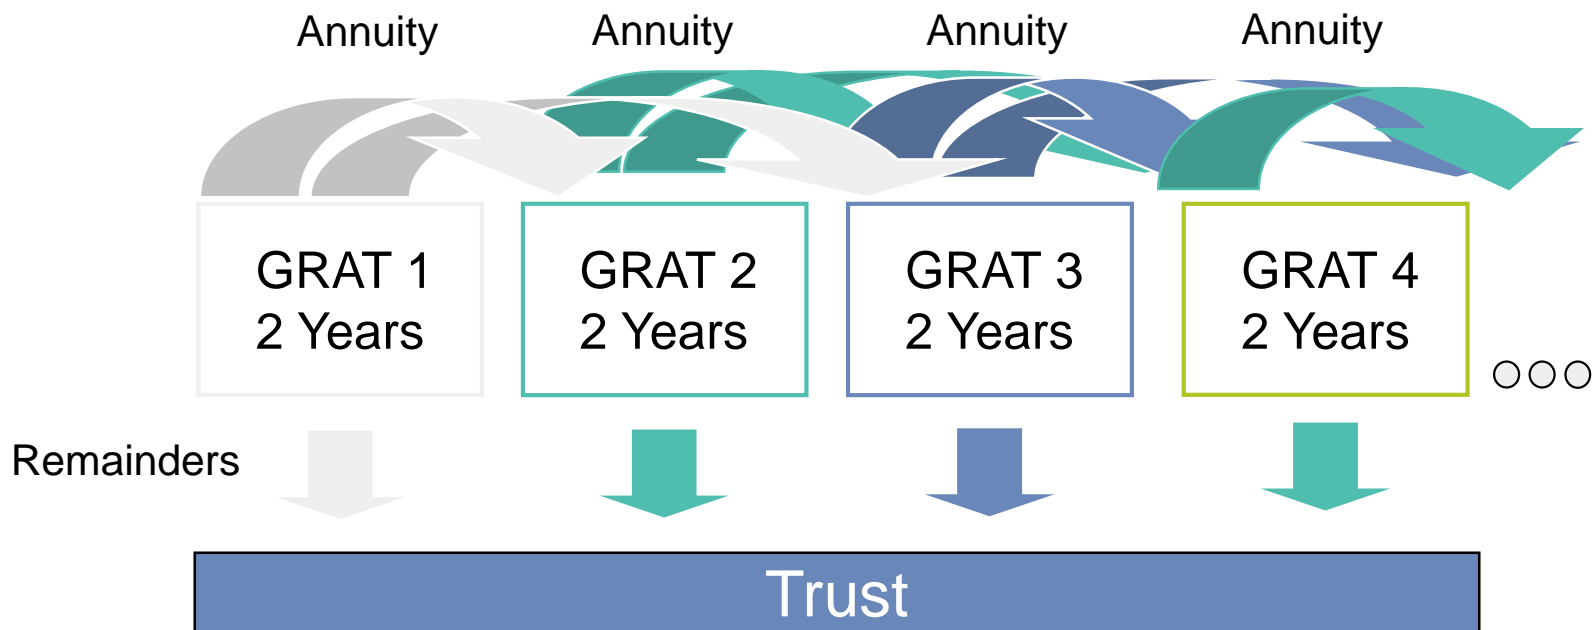 Annuity Annuity Annuity Annuity
GRAT 1
2 Years
GRAT 2
2 Years
GRAT 3
2 Years
GRAT 4
2 Years
Remainders
Trust